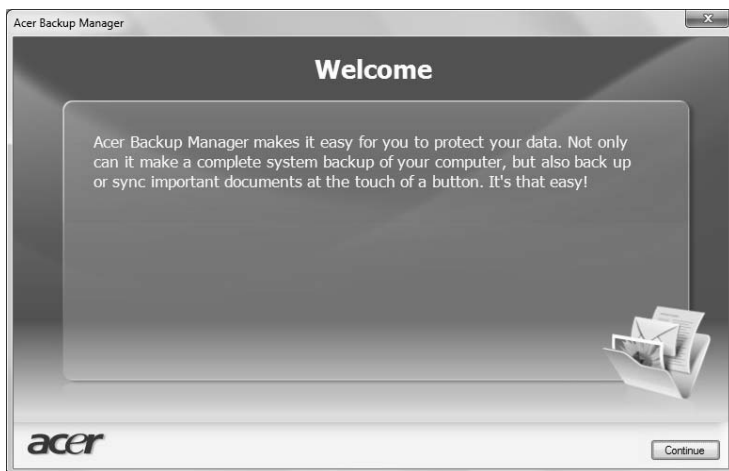 Acer Backup Manager
X
Welcome
Acer Backup Manager makes it easy for you to protect your data. Not only
can it make a complete system backup of your computer, but also back up
or sync important documents at the touch of a button. It's that easy!
acer
Continue